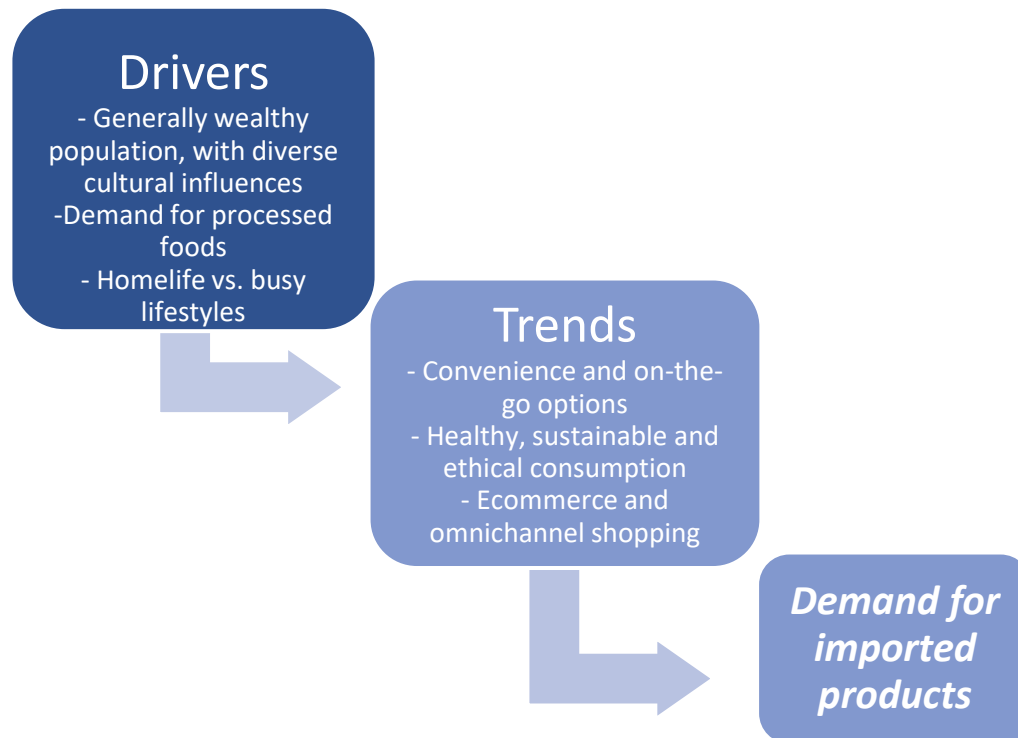 Drivers
- Generally wealthy
population, with diverse
cultural influences
-Demand for processed
foods
- Homelife vs. busy
lifestyles
Trends
- Convenience and on-the-
go options
- Healthy, sustainable and
ethical consumption
- Ecommerce and
omnichannel shopping
Demand for
imported
products